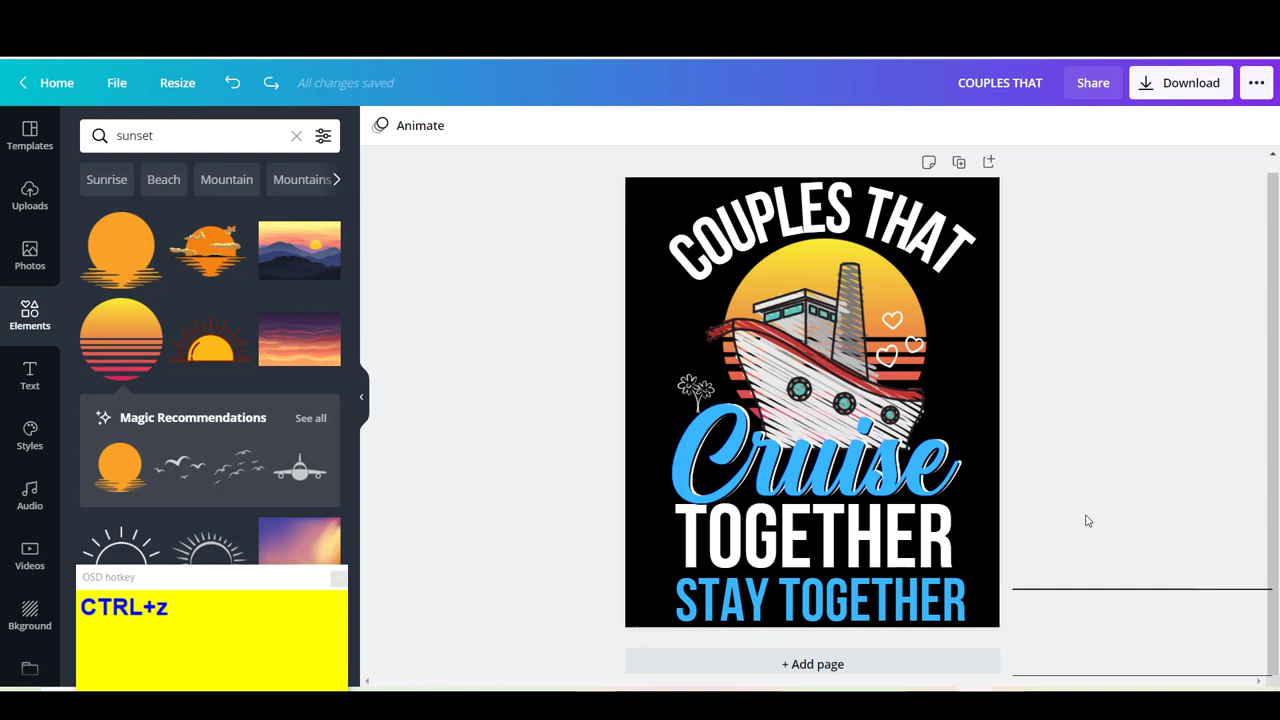 Home File Resize All changes saved COUPLES THAT Share Download
Templates
Uploads
Photos
Elements
Text
Styles
Audio
Videos
Bkground
sunset
Sunrise Beach Mountain Mountains
Magic Recommendations See all
OSD hotkey
CTRL+z
Animate
COUPLES THAT
Cruise
TOGETHER
STAY TOGETHER
+ Add page